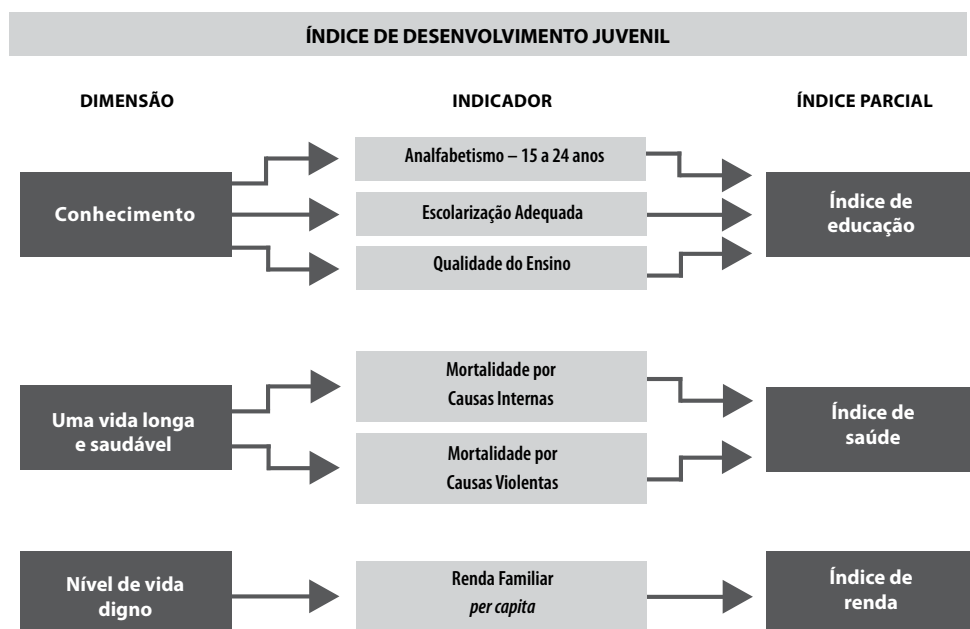 ÍNDICE DE DESENVOLVIMENTO JUVENIL
DIMENSÃO
INDICADOR
ÍNDICE PARCIAL
Conhecimento
Analfabetismo – 15 a 24 anos
Escolarização Adequada
Qualidade do Ensino
Índice de
educação
Uma vida longa
e saudável
Mortalidade por
Causas Internas
Mortalidade por
Causas Violentas
Índice de
saúde
Nível de vida
digno
Renda Familiar
per capita
Índice de
renda